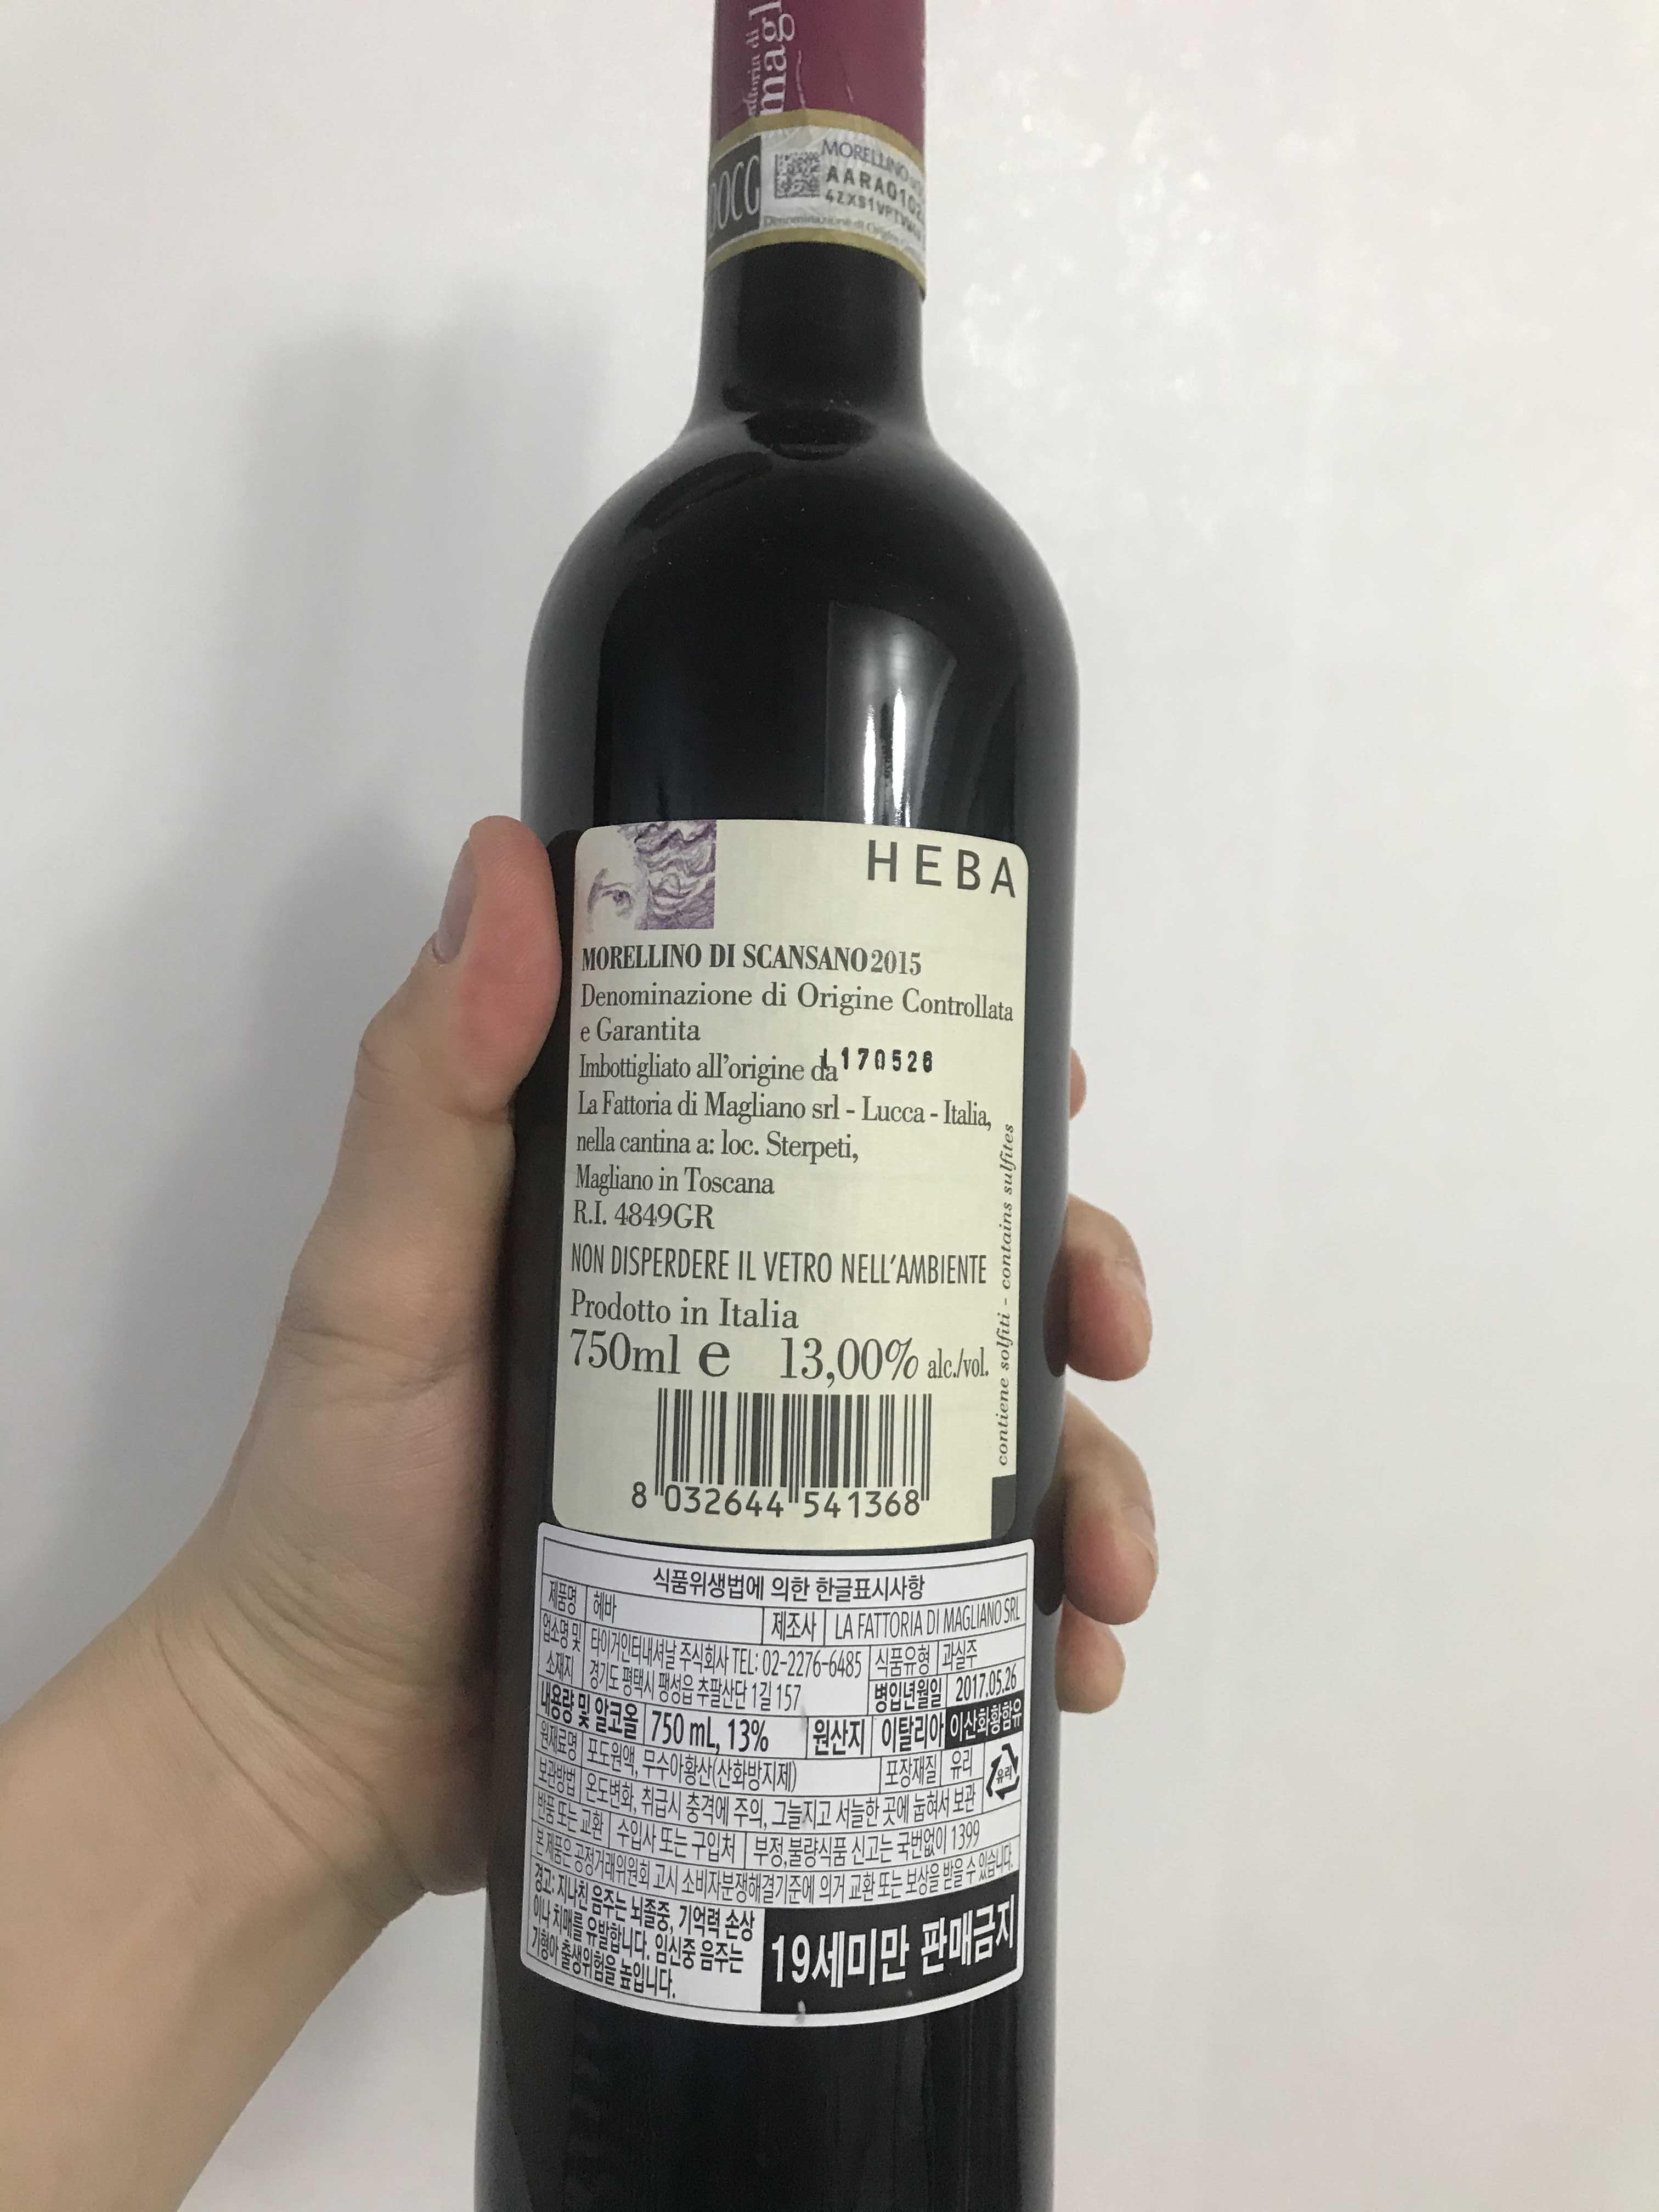 attoria di
magl
DOCG
MORELLINO
AARA0102
Denominazione di Origine
HEBA
MORELLINO DI SCANSANO 2015
Denominazione di Origine Controllata
e Garantita
Imbottigliato all'origine da L170526
La Fattoria di Magliano srl - Lucca - Italia,
nella cantina a: loc. Sterpeti,
Magliano in Toscana
R.I. 4849GR
NON DISPERDERE IL VETRO NELL'AMBIENTE
Prodotto in Italia
750ml e 13,00% alc./vol.
contiene solfiti - contains sulfites
8 032644 541368
식품위생법에 의한 한글표시사항
제품명 헤바 제조사 LA FATTORIA DI MAGLIANO SRL
업소명 및 소재지 타이거인터내셔날 주식회사 TEL: 02-2276-6485 식품유형 과실주
경기도 평택시 팽성읍 추팔산단 1길 157 병입년월일 2017.05.26
내용량 및 알코올 750 mL, 13% 원산지 이탈리아 이산화황함유
원재료명 포도원액, 무수아황산(산화방지제) 포장재질 유리 유리
보관방법 온도변화, 취급시 충격에 주의, 그늘지고 서늘한 곳에 눕혀서 보관
반품 또는 교환 수입사 또는 구입처 부정,불량식품 신고는 국번없이 1399
본 제품은 공정거래위원회 고시 소비자분쟁해결기준에 의거 교환 또는 보상을 받을 수 있습니다.
경고: 지나친 음주는 뇌졸중, 기억력 손상
이나 치매를 유발합니다. 임신중 음주는
기형아 출생위험을 높입니다.
19세미만 판매금지